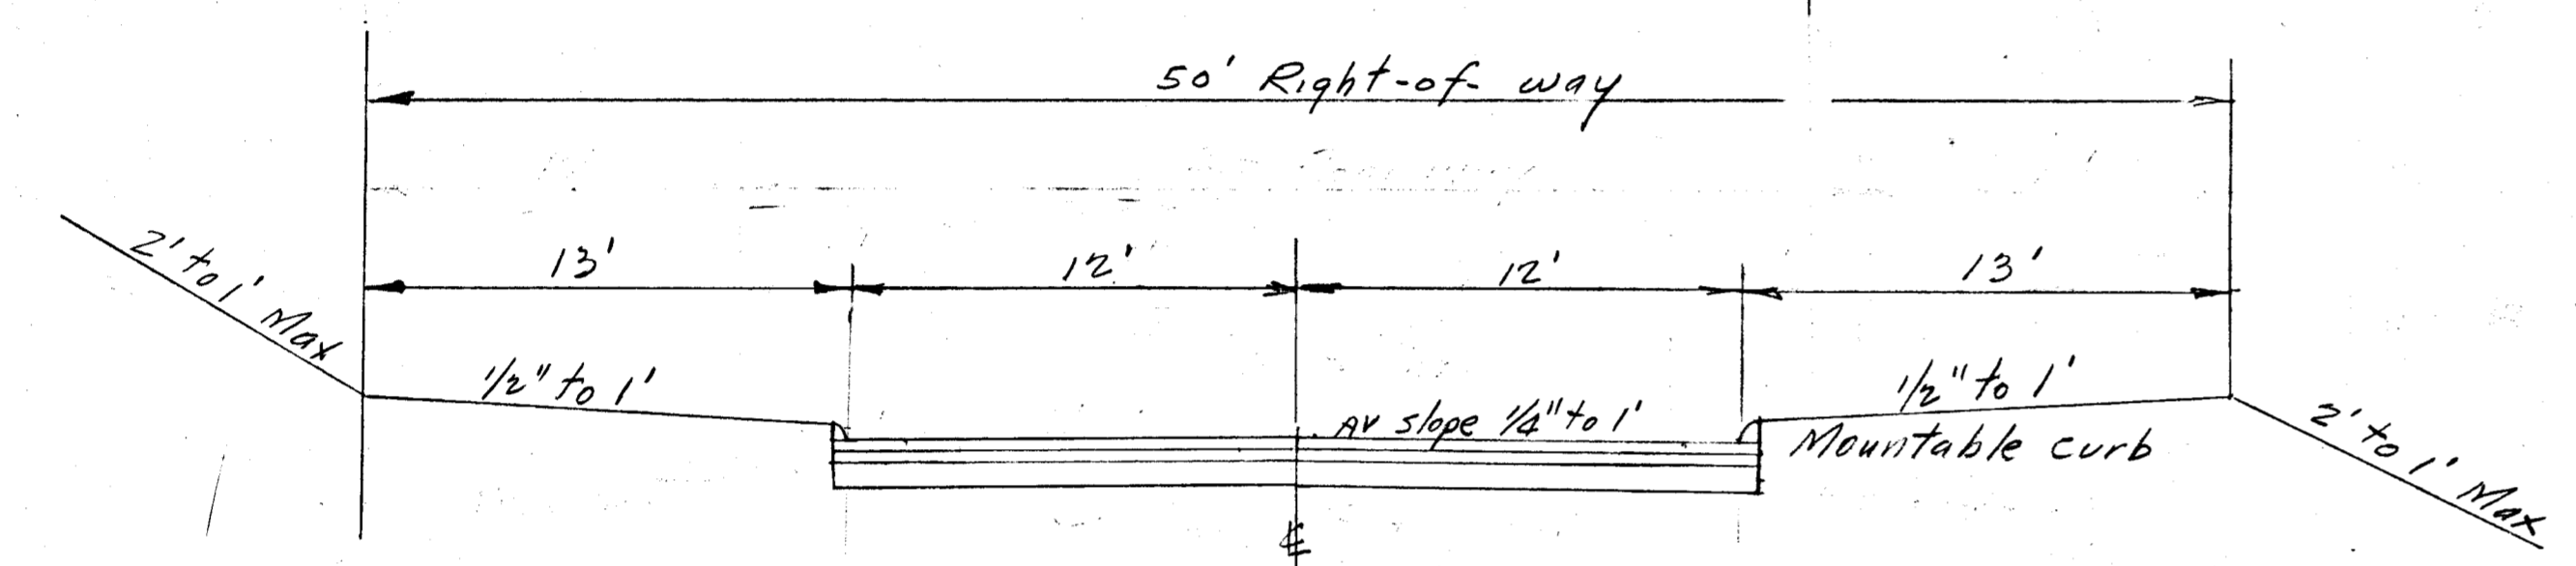 50' Right-of-way
13'
12'
12'
13'
2' to 1' Max
1/2" to 1'
AV slope 1/4" to 1'
1/2" to 1'
Mountable curb
2' to 1' Max
℄